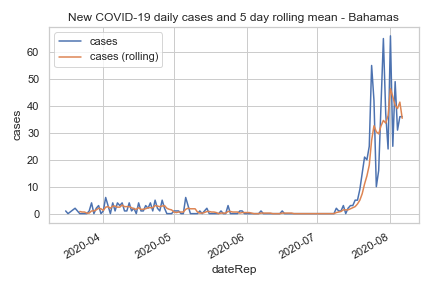 New COVID-19 daily cases and 5 day rolling mean - Bahamas
cases
cases (rolling)
60
50
40
30
20
10
0
cases
2020-04
2020-05
2020-06
2020-07
2020-08
dateRep